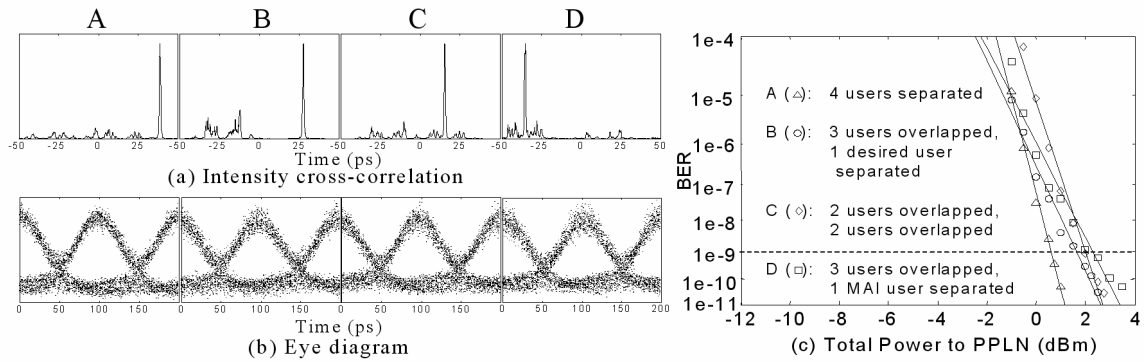 A B C D
-50 -25 0 25 -50 -25 0 25 -50 -25 0 25 -50 -25 0 25 50
Time (ps)
(a) Intensity cross-correlation
0 50 100 150 0 50 100 150 0 50 100 150 0 50 100 150 200
Time (ps)
(b) Eye diagram
BER
1e-4
1e-5
1e-6
1e-7
1e-8
1e-9
1e-10
1e-11
A (△): 4 users separated
B (○): 3 users overlapped,
1 desired user
separated
C (◇): 2 users overlapped,
2 users overlapped
D (□): 3 users overlapped,
1 MAI user separated
-12 -10 -8 -6 -4 -2 0 2 4
(c) Total Power to PPLN (dBm)